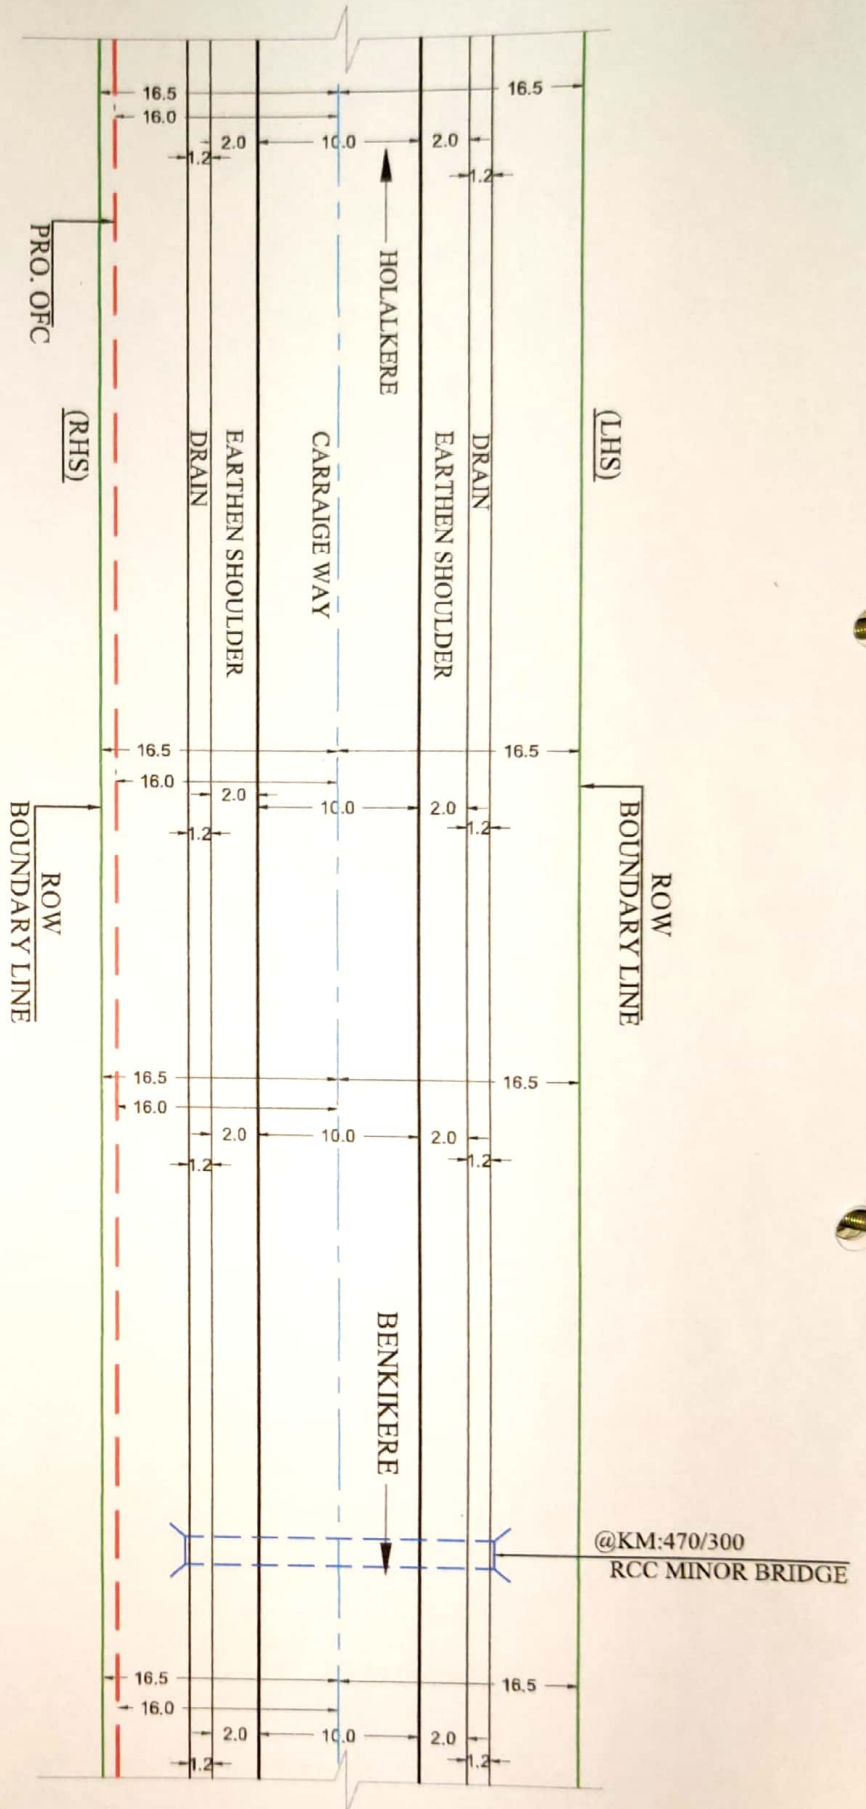 16.5
16.5
16.0
2.0
10.0
2.0
1.2
1.2
HOLALKERE
PRO. OFC
(RHS)
(LHS)
DRAIN
EARTHEN SHOULDER
CARRAIGE WAY
EARTHEN SHOULDER
DRAIN
16.5
16.5
16.0
2.0
10.0
2.0
1.2
1.2
ROW
BOUNDARY LINE
ROW
BOUNDARY LINE
16.5
16.5
16.0
2.0
10.0
2.0
1.2
1.2
BENKIKERE
@KM:470/300
RCC MINOR BRIDGE
16.5
16.5
16.0
2.0
10.0
2.0
1.2
1.2